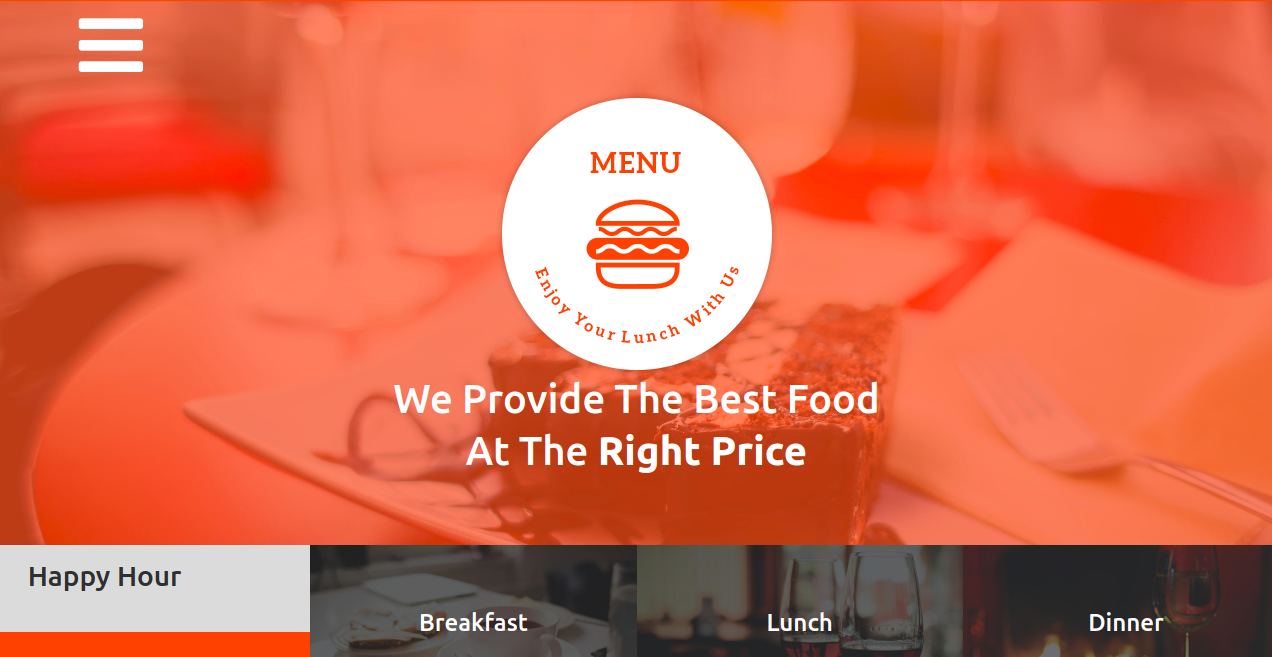 MENU
Enjoy Your Lunch With Us
We Provide The Best Food
At The Right Price
Happy Hour
Breakfast
Lunch
Dinner